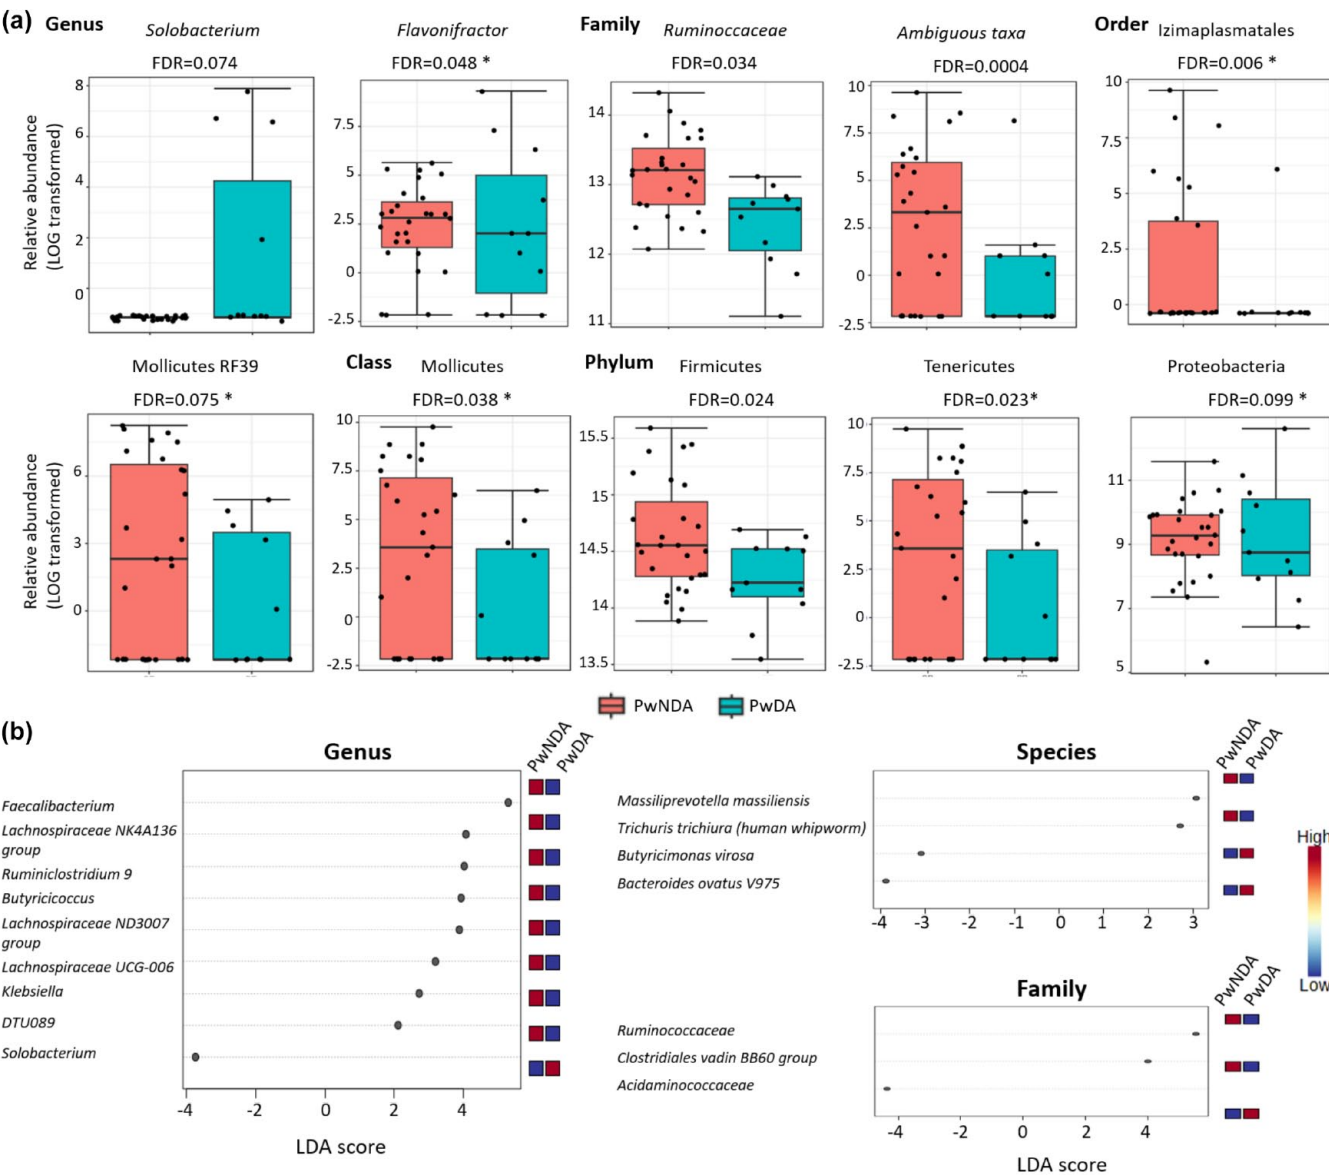 (a) Genus Family Order
Solobacterium Flavonifractor Ruminoccaceae Ambiguous taxa Izimaplasmatales
FDR=0.074 FDR=0.048 * FDR=0.034 FDR=0.0004 FDR=0.006 *
Relative abundance
(LOG transformed)
8
6
4
2
0
7.5
5.0
2.5
0
-2.5
14
13
12
11
10
7.5
5
2.5
0
-2.5
10
7.5
5
2.5
0
Class Phylum
Mollicutes RF39 Mollicutes Firmicutes Tenericutes Proteobacteria
FDR=0.075 * FDR=0.038 * FDR=0.024 FDR=0.023* FDR=0.099 *
Relative abundance
(LOG transformed)
6
3
0
10
7.5
5
2.5
0
-2.5
15.5
15
14.5
14
13.5
10
7.5
5
2.5
0
-2.5
11
9
7
5
PwNDA PwDA
(b)
Genus
PwNDA
PwDA
Faecalibacterium
Lachnospiraceae NK4A136
group
Ruminiclostridium 9
Butyricicoccus
Lachnospiraceae ND3007
group
Lachnospiraceae UCG-006
Klebsiella
DTU089
Solobacterium
-4 -2 0 2 4
LDA score
Species
PwNDA
PwDA
Massiliprevotella massiliensis
Trichuris trichiura (human whipworm)
Butyricimonas virosa
Bacteroides ovatus V975
-4 -3 -2 -1 0 1 2 3
High
Low
Family
PwNDA
PwDA
Ruminococcaceae
Clostridiales vadin BB60 group
Acidaminococcaceae
-4 -2 0 2 4
LDA score